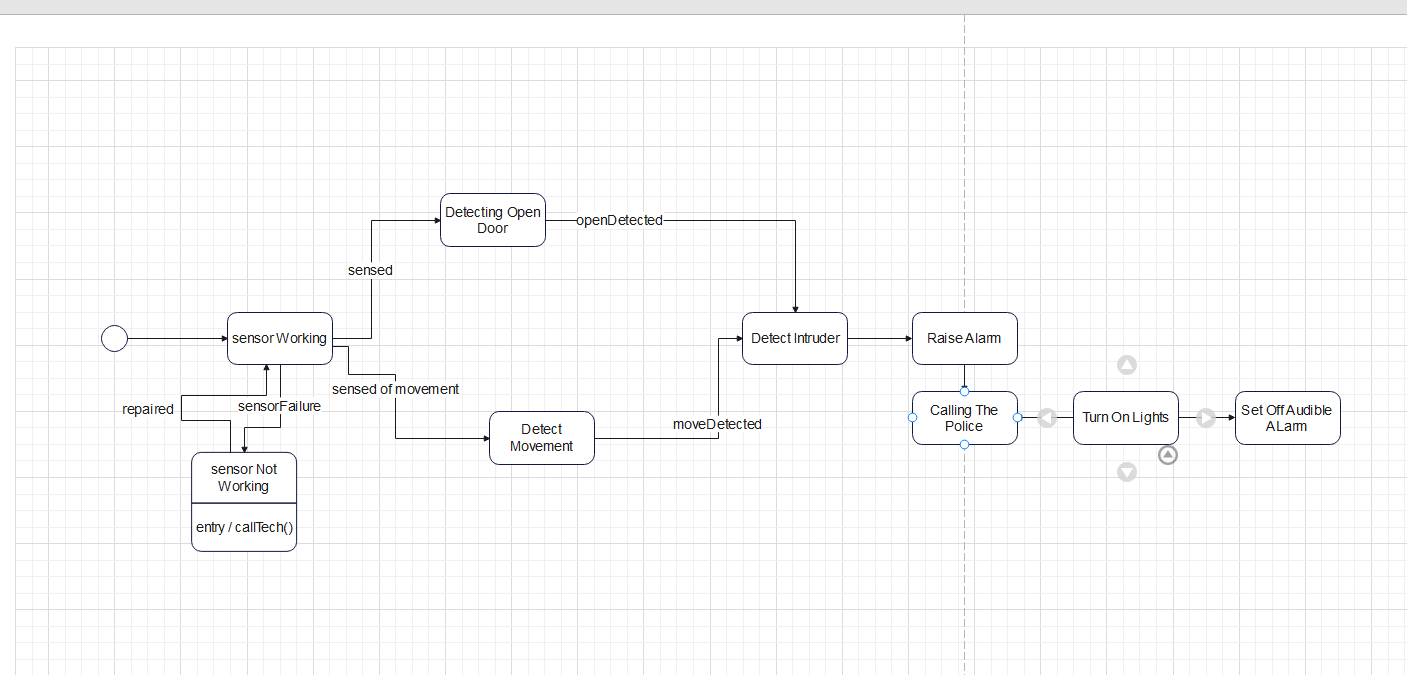 Detecting Open
Door
openDetected
sensed
sensor Working
Detect Intruder
Raise Alarm
sensed of movement
repaired
sensorFailure
Detect
Movement
moveDetected
Calling The
Police
Turn On Lights
Set Off Audible
ALarm
sensor Not
Working
entry / callTech()